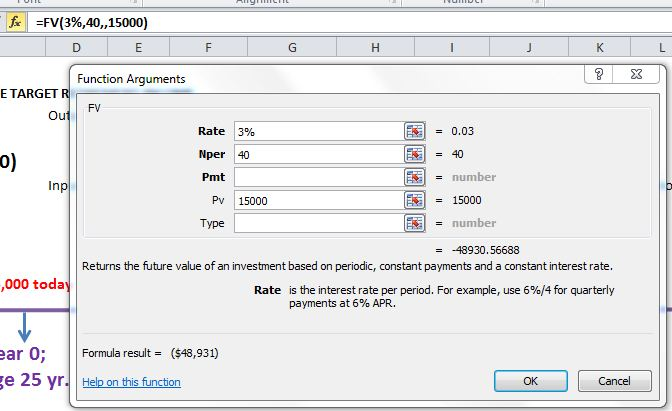 fx =FV(3%,40,,15000)
D E F G H I J K L
E TARGET R
Function Arguments
FV
Rate 3% = 0.03
Nper 40 = 40
Pmt = number
Pv 15000 = 15000
Type = number
= -48930.56688
Returns the future value of an investment based on periodic, constant payments and a constant interest rate.
Rate is the interest rate per period. For example, use 6%/4 for quarterly
payments at 6% APR.
Formula result = ($48,931)
Help on this function OK Cancel
Out
0)
Inp
,000 today
ear 0;
ge 25 yr.